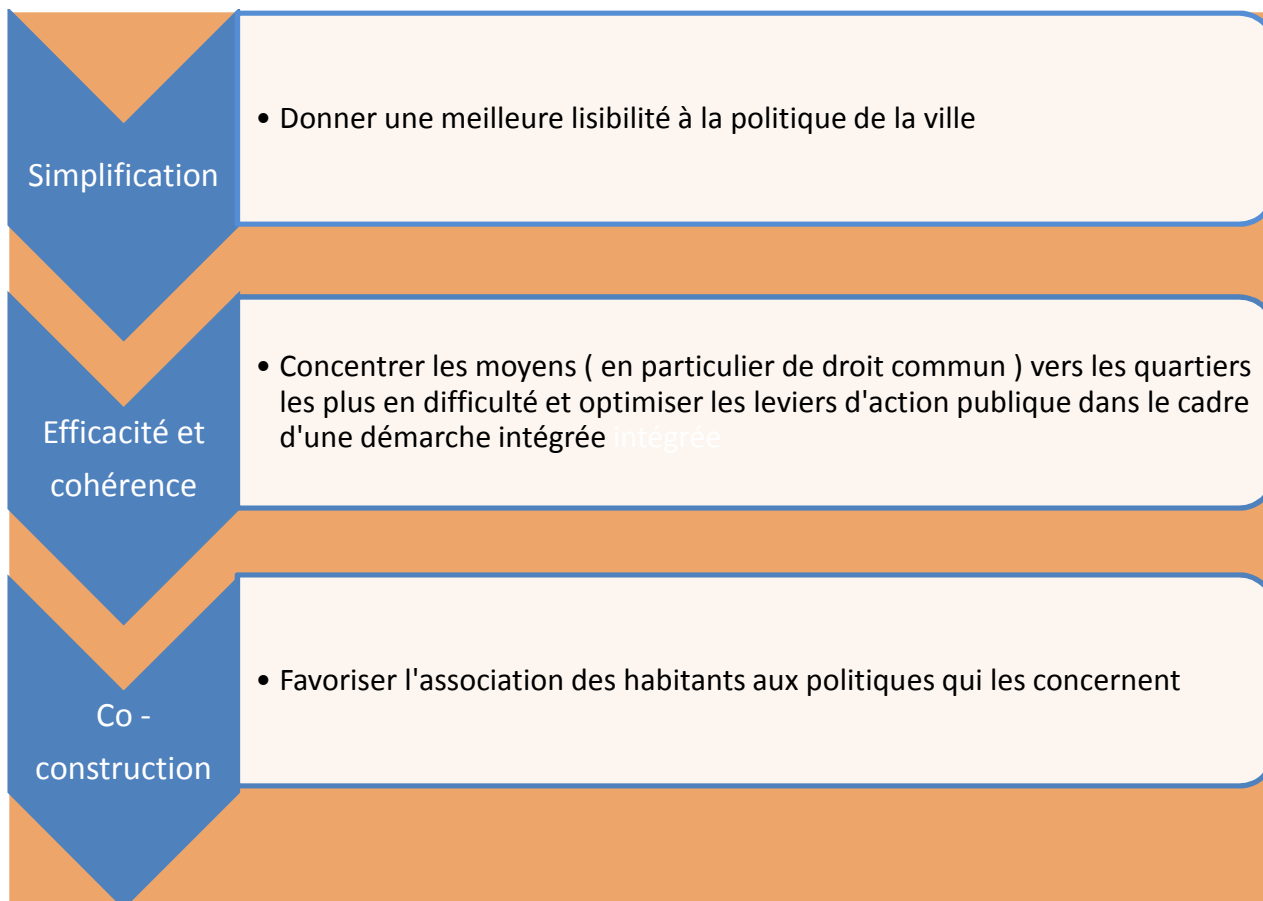 Simplification
• Donner une meilleure lisibilité à la politique de la ville
Efficacité et
cohérence
• Concentrer les moyens ( en particulier de droit commun ) vers les quartiers
les plus en difficulté et optimiser les leviers d'action publique dans le cadre
d'une démarche intégrée intégrée
Co -
construction
• Favoriser l'association des habitants aux politiques qui les concernent